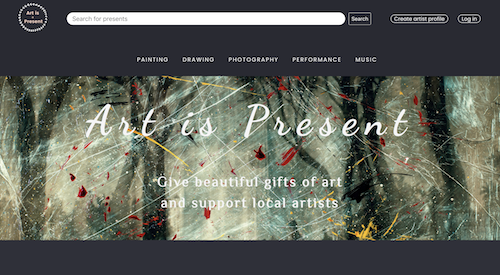 Art is
a
Present
Search for presents
Search
Create artist profile
Log in
PAINTING
DRAWING
PHOTOGRAPHY
PERFORMANCE
MUSIC
Art is Present
Give beautiful gifts of art
and support local artists